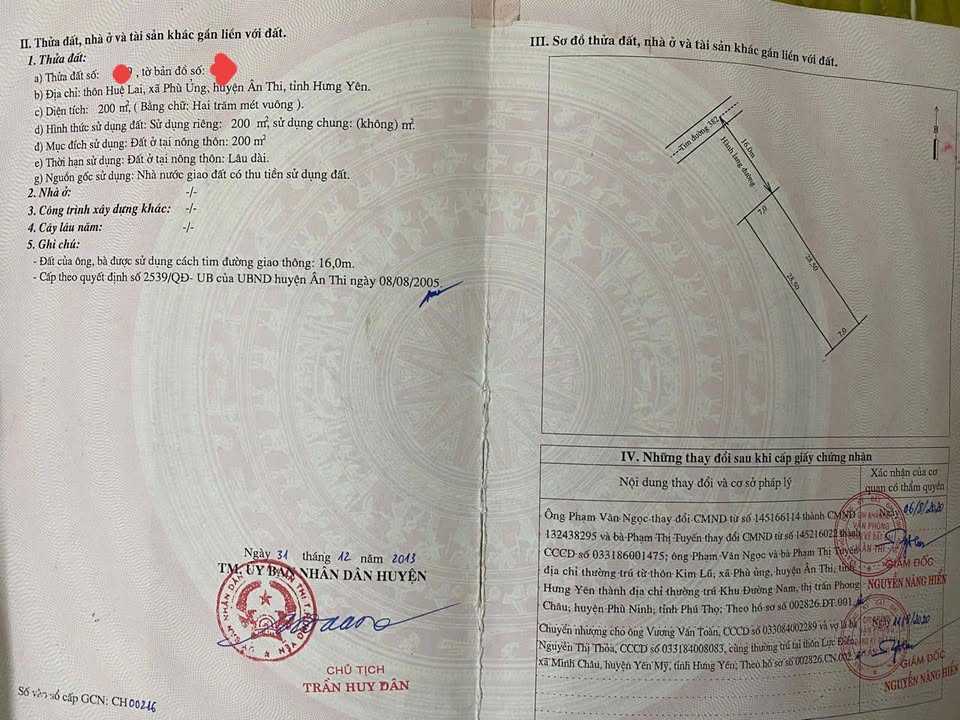 II. Thửa đất, nhà ở và tài sản khác gắn liền với đất.
1. Thửa đất:
a) Thửa đất số: , tờ bản đồ số:
b) Địa chỉ: thôn Huệ Lai, xã Phù Ủng, huyện Ân Thi, tỉnh Hưng Yên.
c) Diện tích: 200 m², ( Bằng chữ: Hai trăm mét vuông ).
d) Hình thức sử dụng đất: Sử dụng riêng: 200 m², sử dụng chung: (không) m².
đ) Mục đích sử dụng: Đất ở tại nông thôn: 200 m²
e) Thời hạn sử dụng: Đất ở tại nông thôn: Lâu dài.
g) Nguồn gốc sử dụng: Nhà nước giao đất có thu tiền sử dụng đất.
2. Nhà ở: -/-
3. Công trình xây dựng khác: -/-
4. Cây lâu năm: -/-
5. Ghi chú:
- Đất của ông, bà được sử dụng cách tim đường giao thông: 16,0m.
- Cấp theo quyết định số 2539/QĐ- UB của UBND huyện Ân Thi ngày 08/08/2005.
Ngày 31 tháng 12 năm 2013
TM. ỦY BAN NHÂN DÂN HUYỆN
CHỦ TỊCH
TRẦN HUY DÂN
Số vào sổ cấp GCN: CH00216
III. Sơ đồ thửa đất, nhà ở và tài sản khác gắn liền với đất.
B
Tim đường 382
16,0m
Hành lang đường
7,0
28,50
28,50
7,0
IV. Những thay đổi sau khi cấp giấy chứng nhận
Nội dung thay đổi và cơ sở pháp lý
Xác nhận của cơ
quan có thẩm quyền
Ông Phạm Văn Ngọc thay đổi CMND từ số 145166114 thành CMND
132438295 và bà Phạm Thị Tuyến thay đổi CMND từ số 145216022 thành
CCCD số 033186001475; ông Phạm Văn Ngọc và bà Phạm Thị Tuyến
địa chỉ thường trú từ thôn Kim Lũ, xã Phù Ủng, huyện Ân Thi, tỉnh
Hưng Yên thành địa chỉ thường trú Khu Đường Nam, thị trấn Phong
Châu, huyện Phù Ninh, tỉnh Phú Thọ; Theo hồ sơ số 002826.ĐT.001.
Ngày 06/8/2020
GIÁM ĐỐC
NGUYỄN NĂNG HIỂN
Chuyển nhượng cho ông Vương Văn Toàn, CCCD số 033084002289 và vợ là bà
Nguyễn Thị Thỏa, CCCD số 033184008083, cùng thường trú tại thôn Lực Điền,
xã Minh Châu, huyện Yên Mỹ, tỉnh Hưng Yên; Theo hồ sơ số 002826.CN.002.
Ngày 11/8/2020
GIÁM ĐỐC
NGUYỄN NĂNG HIỂN